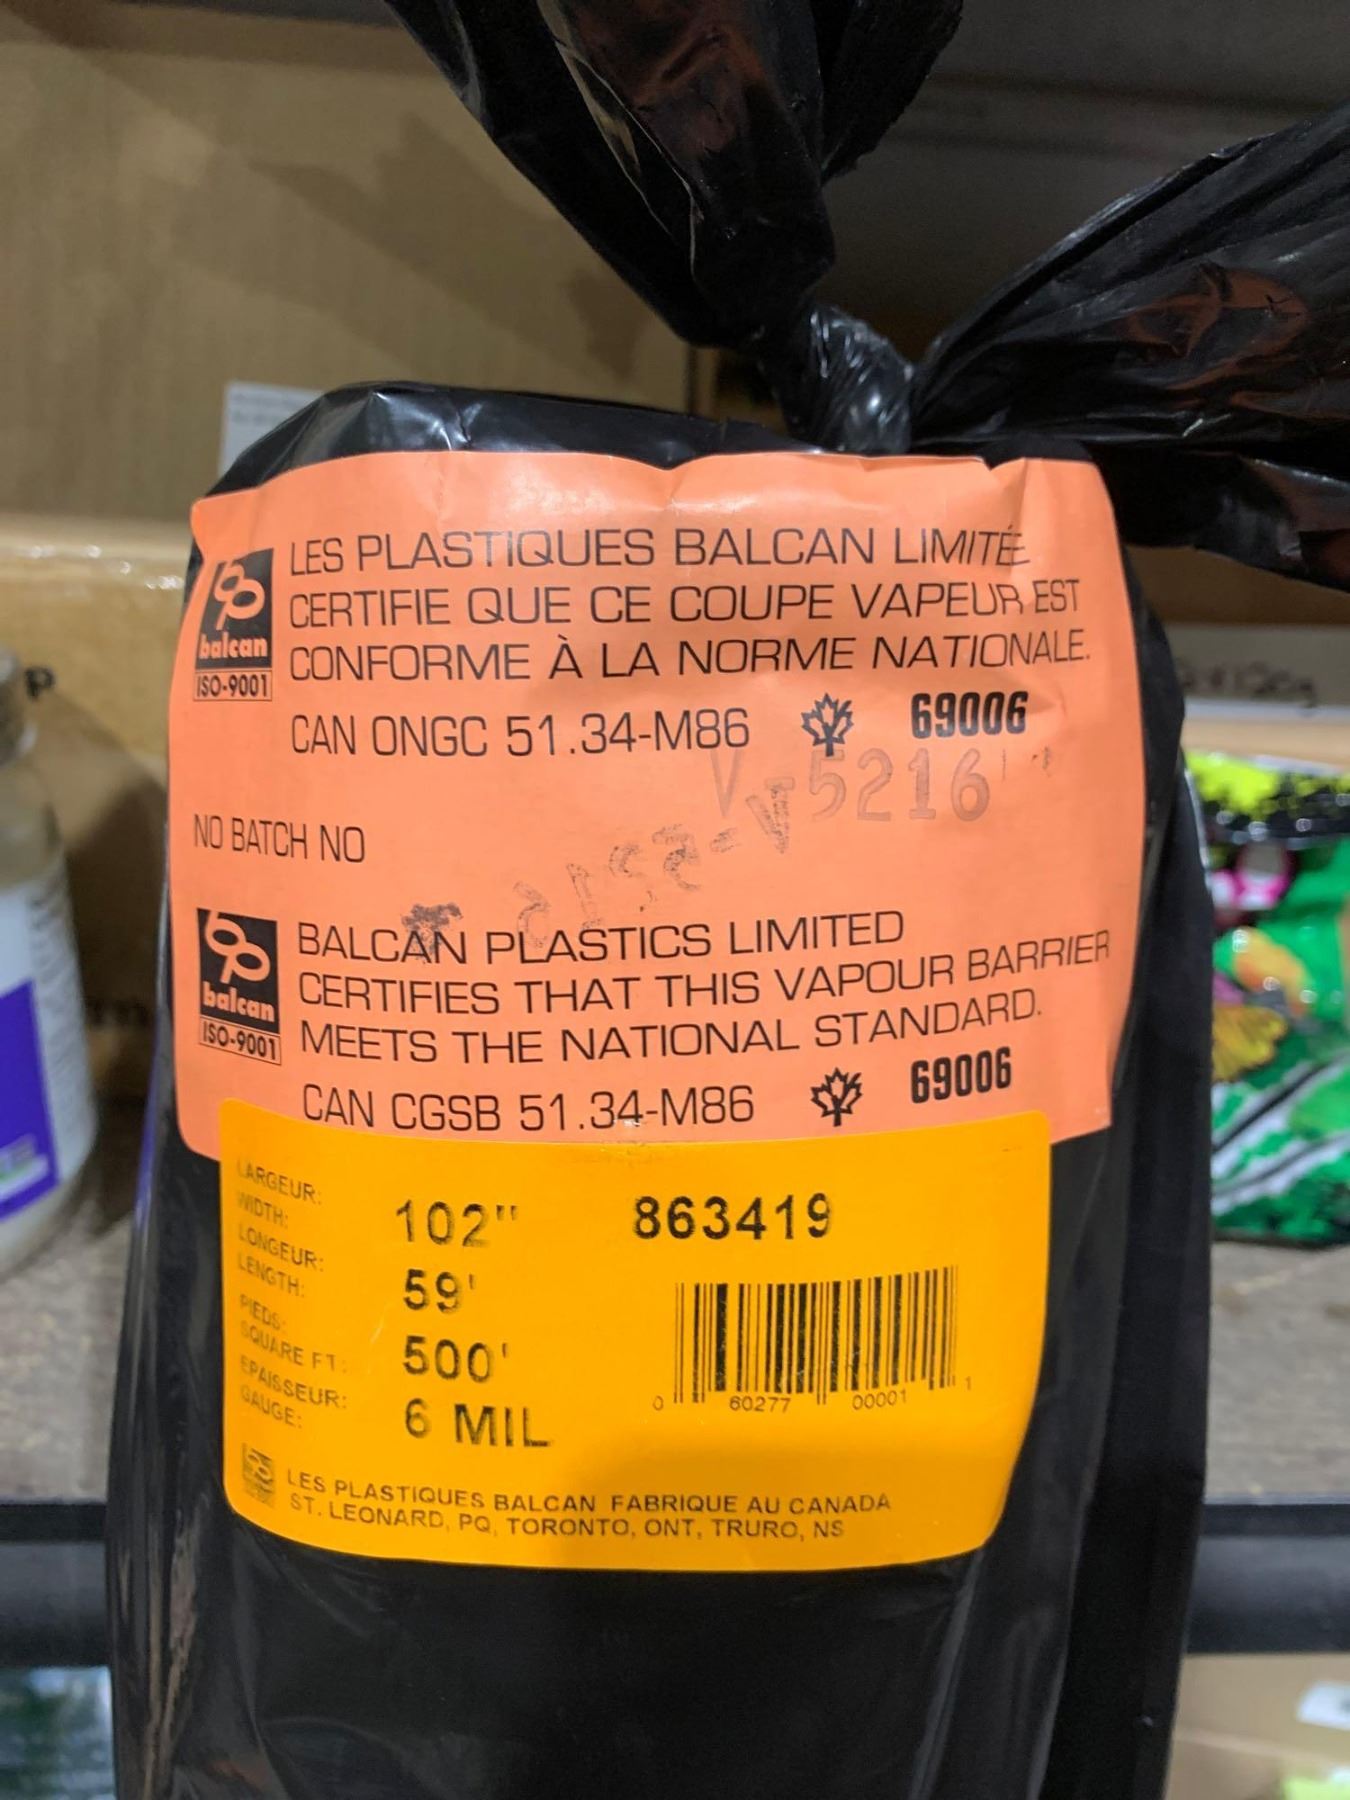 LES PLASTIQUES BALCAN LIMITÉE
CERTIFIE QUE CE COUPE VAPEUR EST
CONFORME À LA NORME NATIONALE.
balcan
ISO-9001
CAN ONGC 51.34-M86 69006
V-5216
NO BATCH NO
V-5216
BALCAN PLASTICS LIMITED
CERTIFIES THAT THIS VAPOUR BARRIER
MEETS THE NATIONAL STANDARD.
balcan
ISO-9001
CAN CGSB 51.34-M86 69006
LARGEUR:
WIDTH: 102" 863419
LONGEUR:
LENGTH: 59'
PIEDS:
SQUARE FT: 500'
EPAISSEUR:
GAUGE: 6 MIL
0 60277 00001 1
LES PLASTIQUES BALCAN FABRIQUE AU CANADA
ST. LEONARD, PQ, TORONTO, ONT, TRURO, NS